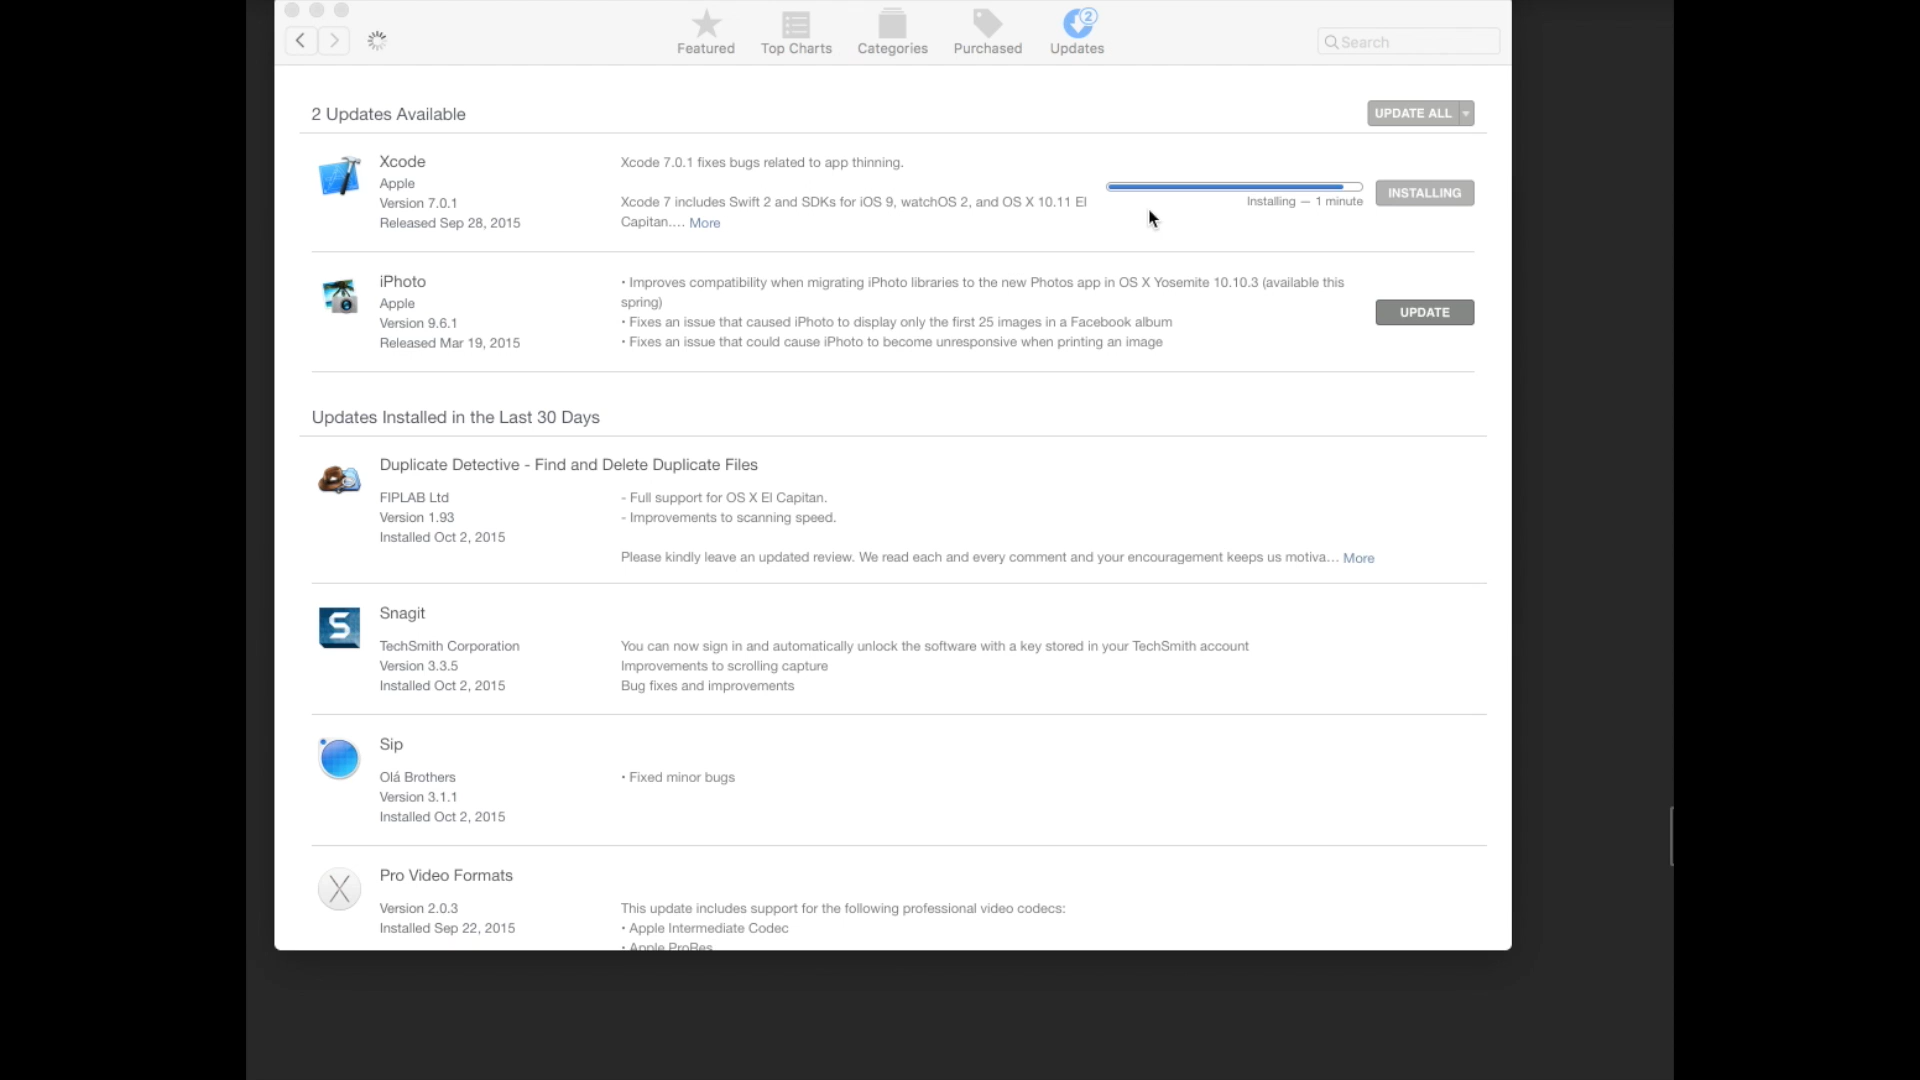 2
Featured
Top Charts
Categories
Purchased
Updates
Search
2 Updates Available
UPDATE ALL
Xcode
Apple
Version 7.0.1
Released Sep 28, 2015
Xcode 7.0.1 fixes bugs related to app thinning.
Xcode 7 includes Swift 2 and SDKs for iOS 9, watchOS 2, and OS X 10.11 El
Capitan.... More
Installing — 1 minute
INSTALLING
iPhoto
Apple
Version 9.6.1
Released Mar 19, 2015
• Improves compatibility when migrating iPhoto libraries to the new Photos app in OS X Yosemite 10.10.3 (available this
spring)
• Fixes an issue that caused iPhoto to display only the first 25 images in a Facebook album
• Fixes an issue that could cause iPhoto to become unresponsive when printing an image
UPDATE
Updates Installed in the Last 30 Days
Duplicate Detective - Find and Delete Duplicate Files
FIPLAB Ltd
Version 1.93
Installed Oct 2, 2015
- Full support for OS X El Capitan.
- Improvements to scanning speed.
Please kindly leave an updated review. We read each and every comment and your encouragement keeps us motiva... More
S
Snagit
TechSmith Corporation
Version 3.3.5
Installed Oct 2, 2015
You can now sign in and automatically unlock the software with a key stored in your TechSmith account
Improvements to scrolling capture
Bug fixes and improvements
Sip
Olá Brothers
Version 3.1.1
Installed Oct 2, 2015
• Fixed minor bugs
X
Pro Video Formats
Version 2.0.3
Installed Sep 22, 2015
This update includes support for the following professional video codecs:
• Apple Intermediate Codec
• Apple ProRes